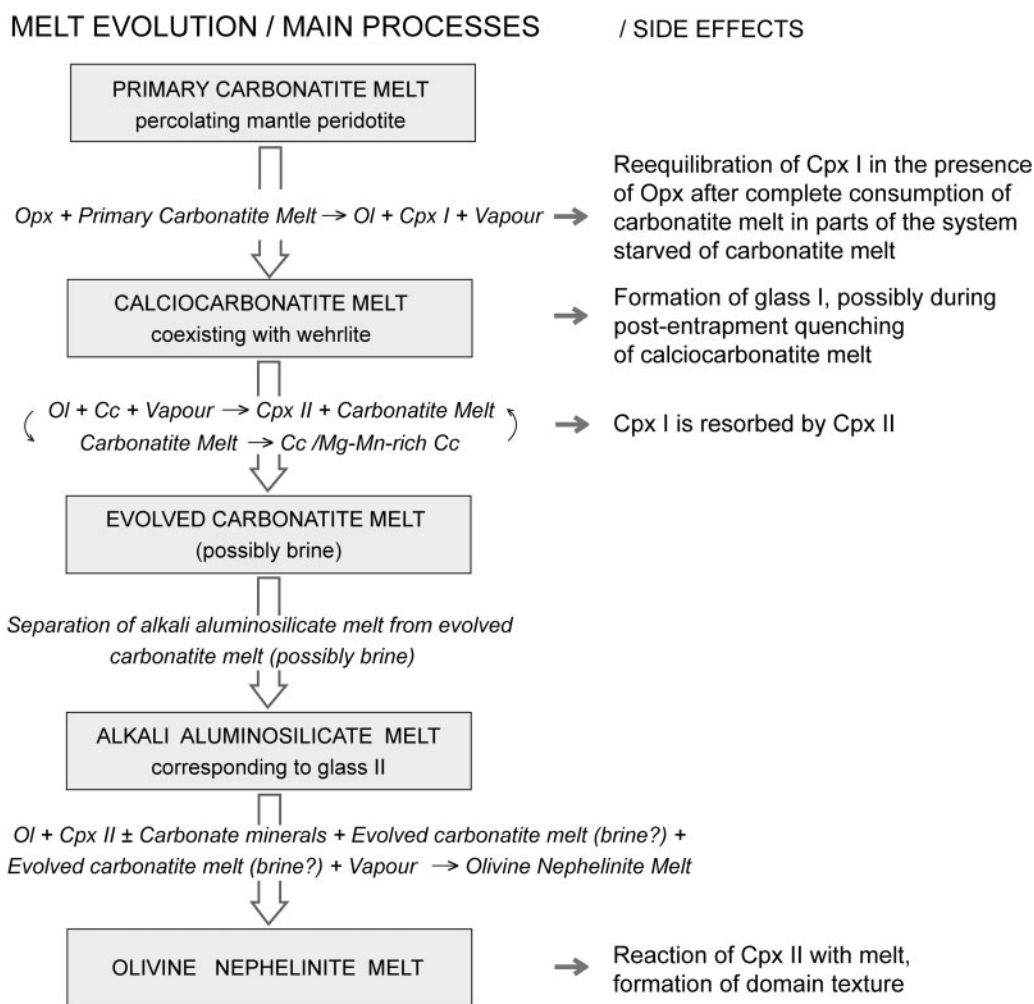 MELT EVOLUTION / MAIN PROCESSES / SIDE EFFECTS
PRIMARY CARBONATITE MELT
percolating mantle peridotite
Opx + Primary Carbonatite Melt → Ol + Cpx I + Vapour →
Reequilibration of Cpx I in the presence
of Opx after complete consumption of
carbonatite melt in parts of the system
starved of carbonatite melt
CALCIOCARBONATITE MELT
coexisting with wehrlite
Formation of glass I, possibly during
post-entrapment quenching
of calciocarbonatite melt
Ol + Cc + Vapour → Cpx II + Carbonatite Melt
Carbonatite Melt → Cc /Mg-Mn-rich Cc
Cpx I is resorbed by Cpx II
EVOLVED CARBONATITE MELT
(possibly brine)
Separation of alkali aluminosilicate melt from evolved
carbonatite melt (possibly brine)
ALKALI ALUMINOSILICATE MELT
corresponding to glass II
Ol + Cpx II ± Carbonate minerals + Evolved carbonatite melt (brine?) +
Evolved carbonatite melt (brine?) + Vapour → Olivine Nephelinite Melt
OLIVINE NEPHELINITE MELT
Reaction of Cpx II with melt,
formation of domain texture